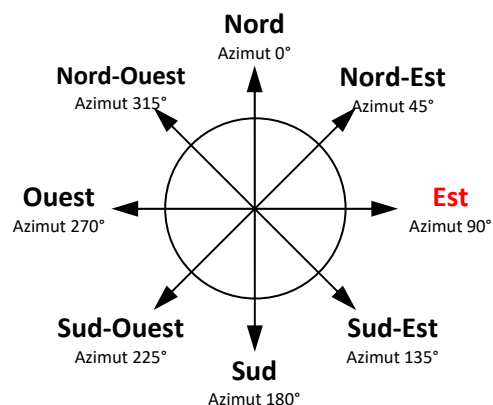 Nord
Azimut 0°
Nord-Ouest
Azimut 315°
Nord-Est
Azimut 45°
Ouest
Azimut 270°
Est
Azimut 90°
Sud-Ouest
Azimut 225°
Sud-Est
Azimut 135°
Sud
Azimut 180°